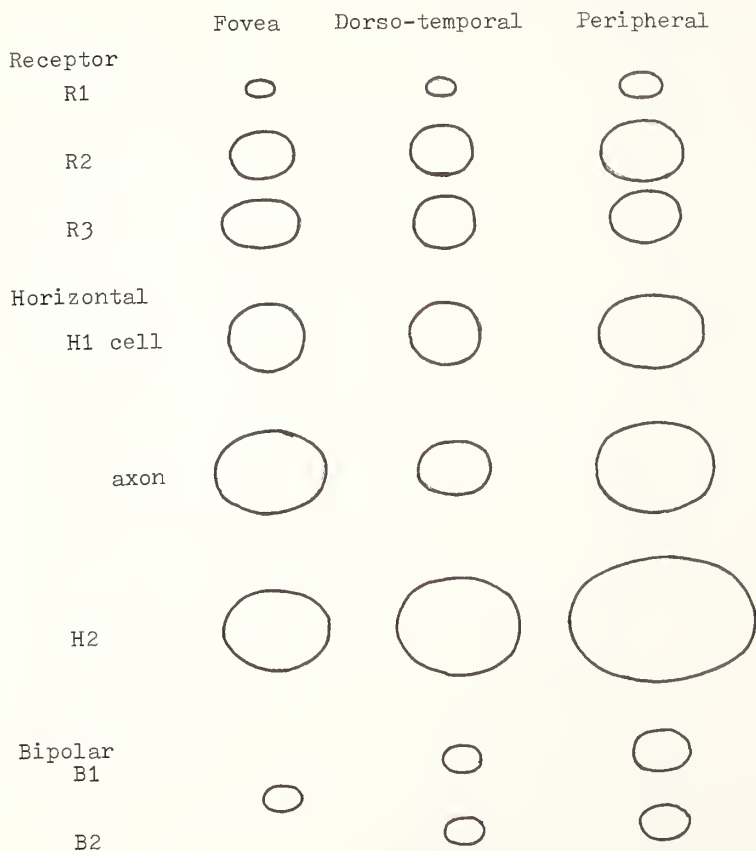 Fovea Dorso-temporal Peripheral
Receptor
R1
R2
R3
Horizontal
H1 cell
axon
H2
Bipolar
B1
B2